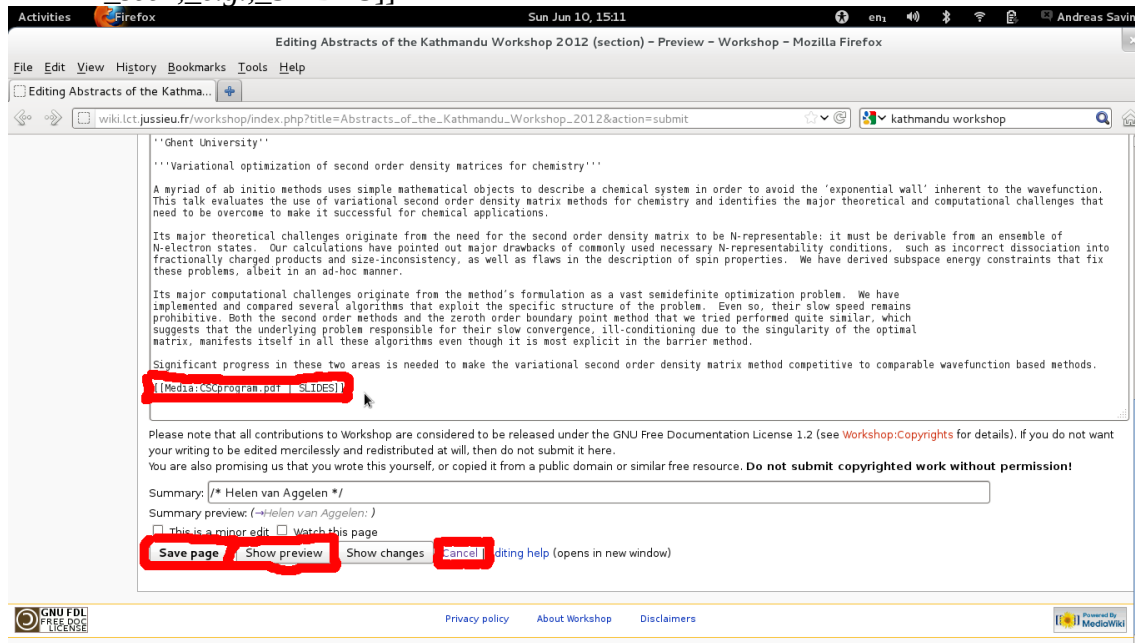 Activities Firefox Sun Jun 10, 15:11 en₁ Andreas Savin
Editing Abstracts of the Kathmandu Workshop 2012 (section) – Preview – Workshop – Mozilla Firefox
File Edit View History Bookmarks Tools Help
Editing Abstracts of the Kathma...
wiki.lct.jussieu.fr/workshop/index.php?title=Abstracts_of_the_Kathmandu_Workshop_2012&action=submit kathmandu workshop
''Ghent University''
'''Variational optimization of second order density matrices for chemistry'''
A myriad of ab initio methods uses simple mathematical objects to describe a chemical system in order to avoid the ‘exponential wall’ inherent to the wavefunction.
This talk evaluates the use of variational second order density matrix methods for chemistry and identifies the major theoretical and computational challenges that
need to be overcome to make it successful for chemical applications.
Its major theoretical challenges originate from the need for the second order density matrix to be N-representable: it must be derivable from an ensemble of
N-electron states. Our calculations have pointed out major drawbacks of commonly used necessary N-representability conditions, such as incorrect dissociation into
fractionally charged products and size-inconsistency, as well as flaws in the description of spin properties. We have derived subspace energy constraints that fix
these problems, albeit in an ad-hoc manner.
Its major computational challenges originate from the method’s formulation as a vast semidefinite optimization problem. We have
implemented and compared several algorithms that exploit the specific structure of the problem. Even so, their slow speed remains
prohibitive. Both the second order methods and the zeroth order boundary point method that we tried performed quite similar, which
suggests that the underlying problem responsible for their slow convergence, ill-conditioning due to the singularity of the optimal
matrix, manifests itself in all these algorithms even though it is most explicit in the barrier method.
Significant progress in these two areas is needed to make the variational second order density matrix method competitive to comparable wavefunction based methods.
[[Media:CSCprogram.pdf | SLIDES]]
Please note that all contributions to Workshop are considered to be released under the GNU Free Documentation License 1.2 (see Workshop:Copyrights for details). If you do not want
your writing to be edited mercilessly and redistributed at will, then do not submit it here.
You are also promising us that you wrote this yourself, or copied it from a public domain or similar free resource. Do not submit copyrighted work without permission!
Summary: /* Helen van Aggelen */
Summary preview: (→Helen van Aggelen: )
This is a minor edit Watch this page
Save page Show preview Show changes Cancel | Editing help (opens in new window)
GNU FDL Privacy policy About Workshop Disclaimers Powered By
FREE DOC MediaWiki
LICENSE